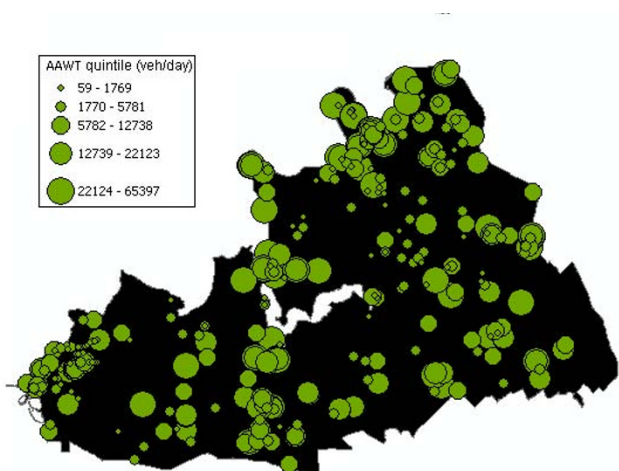 AAWT quintile (veh/day)
59 - 1769
1770 - 5781
5782 - 12738
12739 - 22123
22124 - 65397